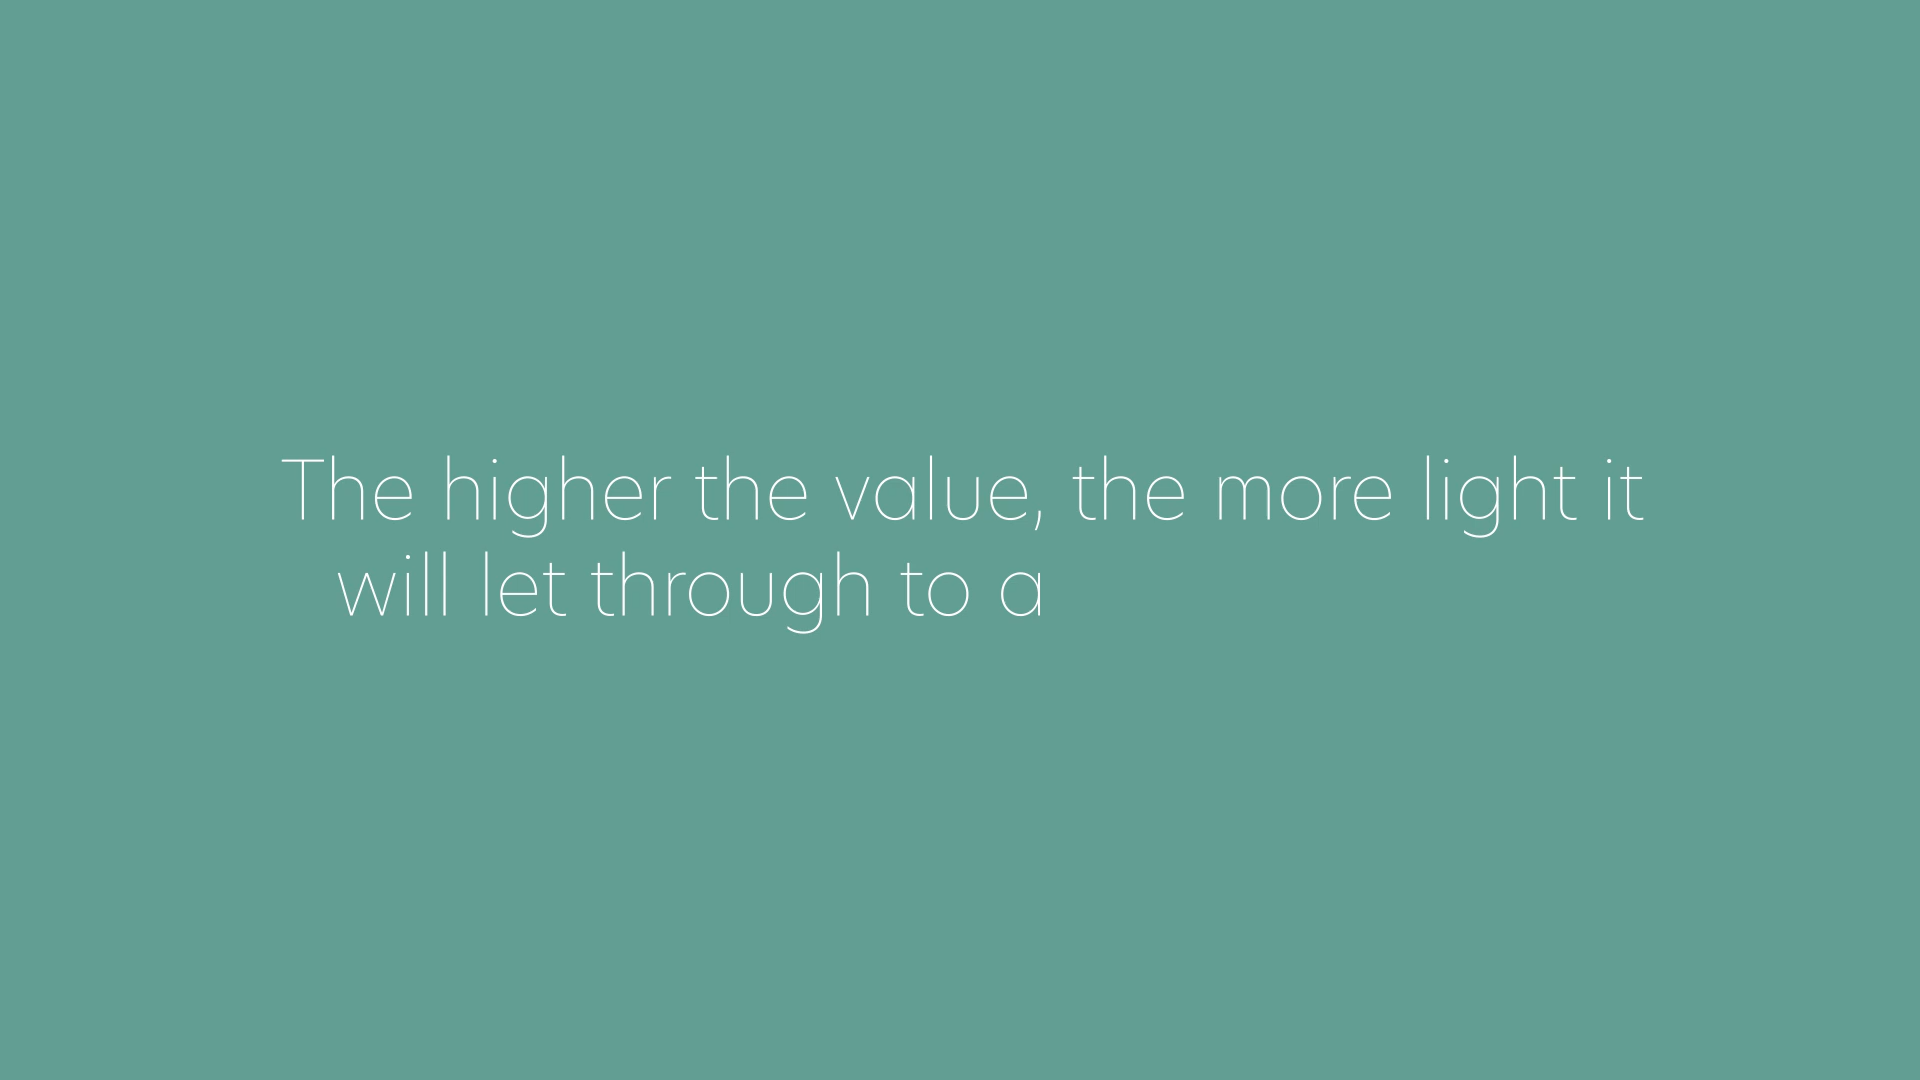 The higher the value, the more light it
will let through to a